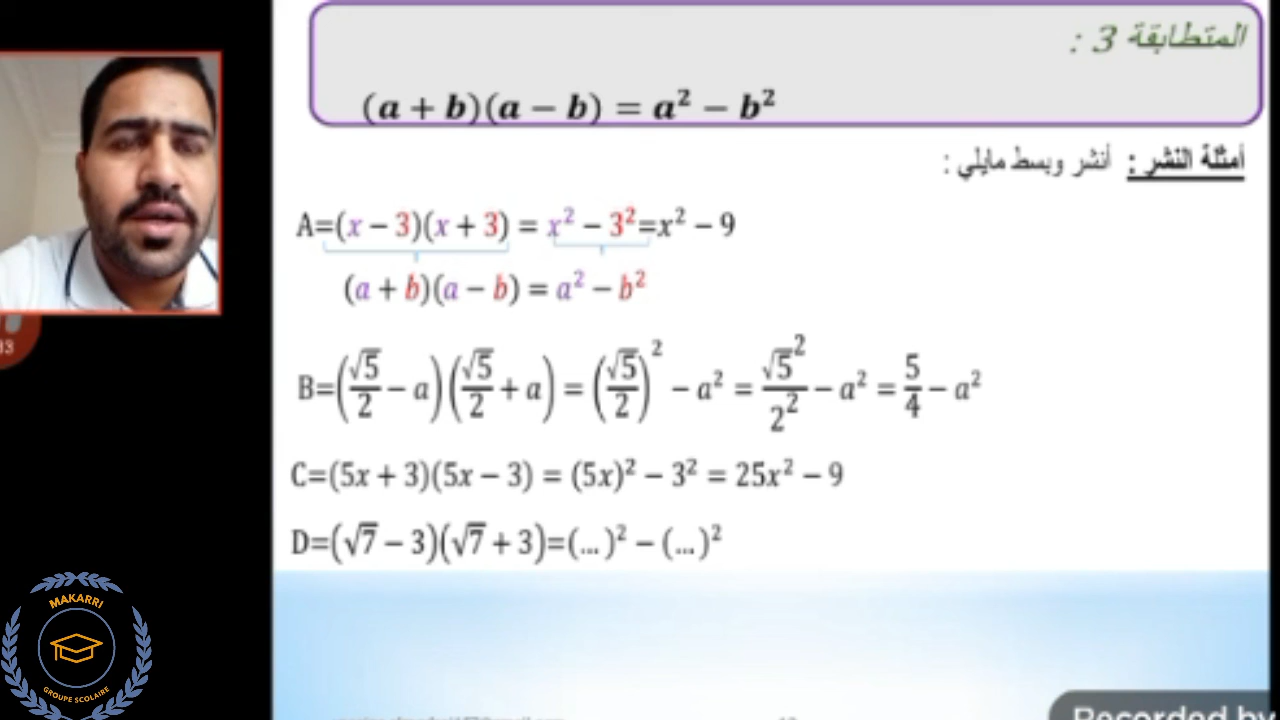 المتطابقة 3 :
(a + b)(a − b) = a² − b²
أمثلة النشر : أنشر وبسط مايلي :
A=(x − 3)(x + 3) = x² − 3²=x² − 9
(a + b)(a − b) = a² − b²
B=(√5/2 − a)(√5/2 + a) = (√5/2)² − a² = √5²/2² − a² = 5/4 − a²
C=(5x + 3)(5x − 3) = (5x)² − 3² = 25x² − 9
D=(√7 − 3)(√7 + 3)=(…)² − (…)²
MAKARRI
GROUPE SCOLAIRE
Recorded by